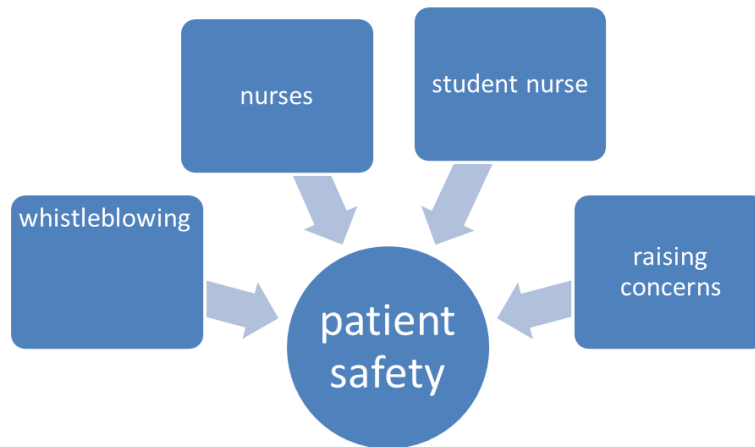 nurses
student nurse
whistleblowing
raising
concerns
patient
safety